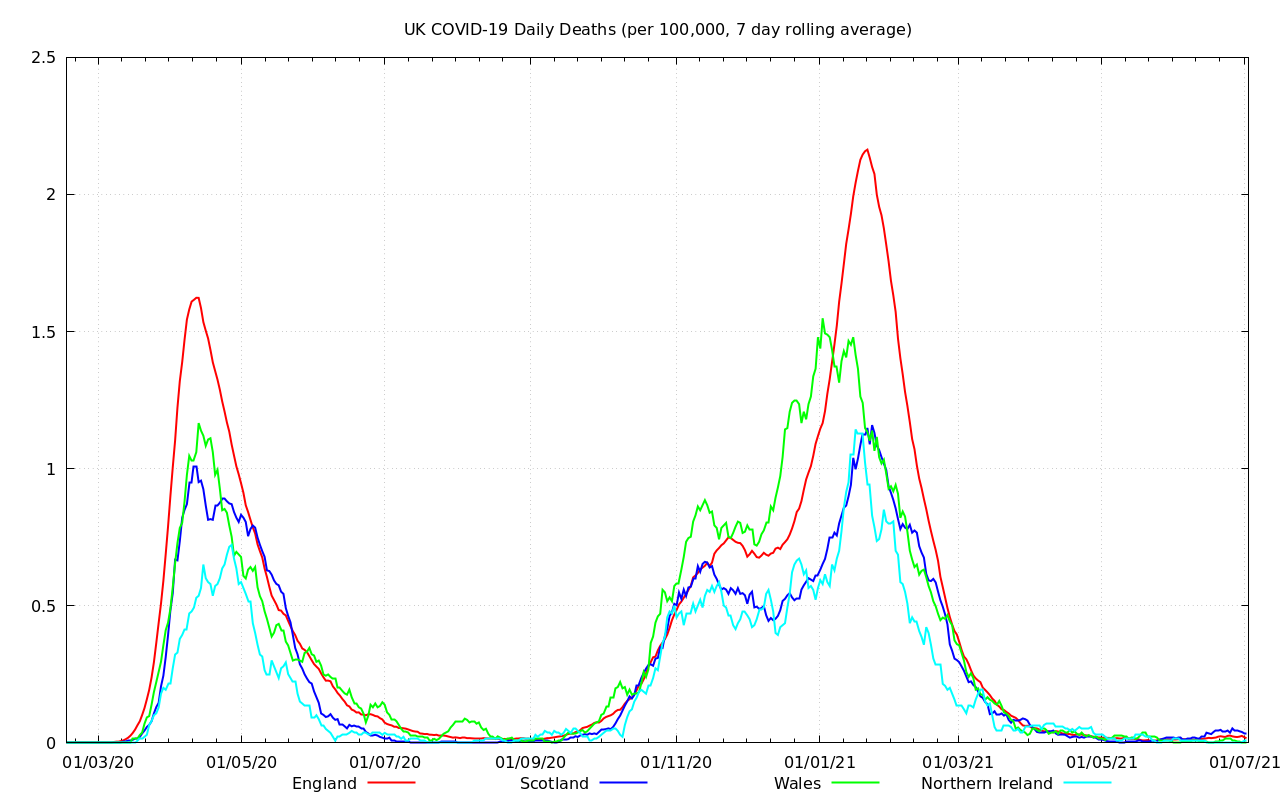 UK COVID-19 Daily Deaths (per 100,000, 7 day rolling average)
2.5
2
1.5
1
0.5
0
01/03/20 01/05/20 01/07/20 01/09/20 01/11/20 01/01/21 01/03/21 01/05/21 01/07/21
England Scotland Wales Northern Ireland